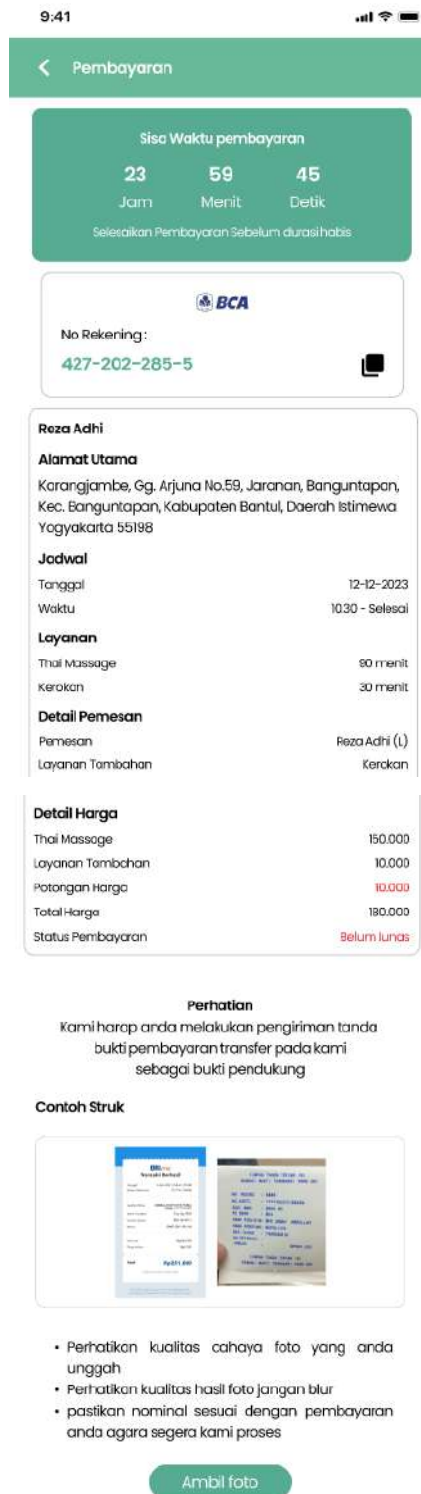 9:41
Pembayaran
Sisa Waktu pembayaran
23 59 45
Jam Menit Detik
Selesaikan Pembayaran Sebelum durasi habis
BCA
No Rekening :
427-202-285-5
Reza Adhi
Alamat Utama
Karangjambe, Gg. Arjuna No.59, Jaranan, Banguntapan,
Kec. Banguntapan, Kabupaten Bantul, Daerah Istimewa
Yogyakarta 55198
Jadwal
Tanggal 12-12-2023
Waktu 10.30 - Selesai
Layanan
Thai Massage 90 menit
Kerokan 30 menit
Detail Pemesan
Pemesan Reza Adhi (L)
Layanan Tambahan Kerokan
Detail Harga
Thai Massage 150.000
Layanan Tambahan 10.000
Potongan Harga 10.000
Total Harga 180.000
Status Pembayaran Belum lunas
Perhatian
Kami harap anda melakukan pengiriman tanda
bukti pembayaran transfer pada kami
sebagai bukti pendukung
Contoh Struk
• Perhatikan kualitas cahaya foto yang anda
unggah
• Perhatikan kualitas hasil foto jangan blur
• pastikan nominal sesuai dengan pembayaran
anda agara segera kami proses
Ambil foto